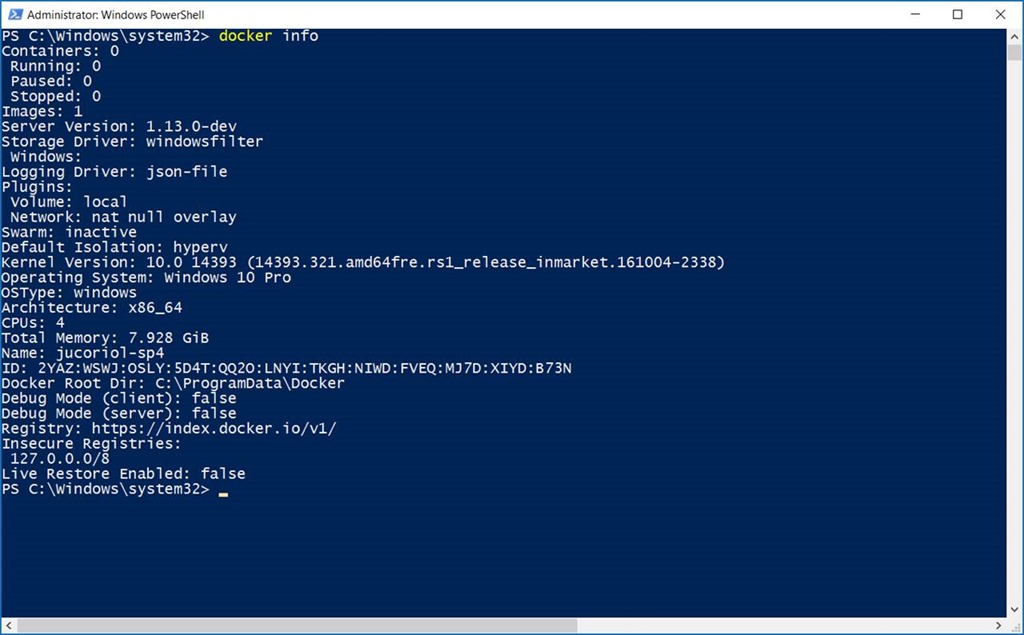 Administrator: Windows PowerShell
PS C:\Windows\system32> docker info
Containers: 0
 Running: 0
 Paused: 0
 Stopped: 0
Images: 1
Server Version: 1.13.0-dev
Storage Driver: windowsfilter
 Windows:
Logging Driver: json-file
Plugins:
 Volume: local
 Network: nat null overlay
Swarm: inactive
Default Isolation: hyperv
Kernel Version: 10.0 14393 (14393.321.amd64fre.rs1_release_inmarket.161004-2338)
Operating System: Windows 10 Pro
OSType: windows
Architecture: x86_64
CPUs: 4
Total Memory: 7.928 GiB
Name: jucoriol-sp4
ID: 2YAZ:WSWJ:OSLY:5D4T:QQ2O:LNYI:TKGH:NIWD:FVEQ:MJ7D:XIYD:B73N
Docker Root Dir: C:\ProgramData\Docker
Debug Mode (client): false
Debug Mode (server): false
Registry: https://index.docker.io/v1/
Insecure Registries:
 127.0.0.0/8
Live Restore Enabled: false
PS C:\Windows\system32>